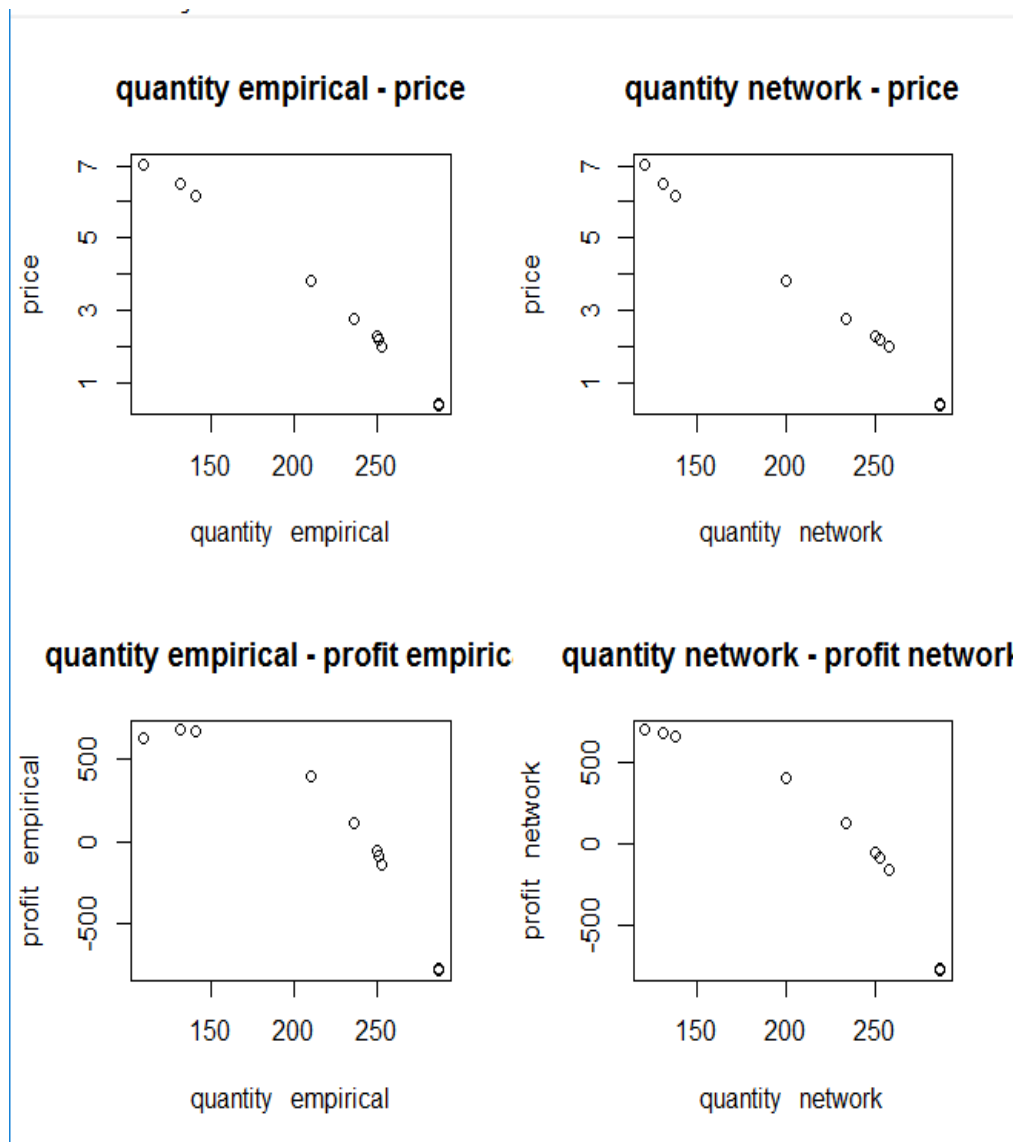 quantity empirical - price
7
5
3
1
price
150 200 250
quantity empirical
quantity network - price
7
5
3
1
price
150 200 250
quantity network
quantity empirical - profit empiric
500
0
-500
profit empirical
150 200 250
quantity empirical
quantity network - profit network
500
0
-500
profit network
150 200 250
quantity network